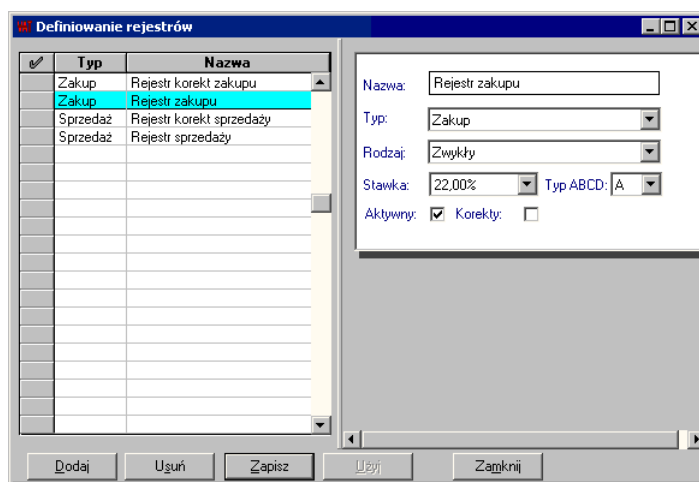 Definiowanie rejestrów
Typ Nazwa
Zakup Rejestr korekt zakupu
Zakup Rejestr zakupu
Sprzedaż Rejestr korekt sprzedaży
Sprzedaż Rejestr sprzedaży
Nazwa: Rejestr zakupu
Typ: Zakup
Rodzaj: Zwykły
Stawka: 22,00% Typ ABCD: A
Aktywny: Korekty:
Dodaj Usuń Zapisz Użyj Zamknij